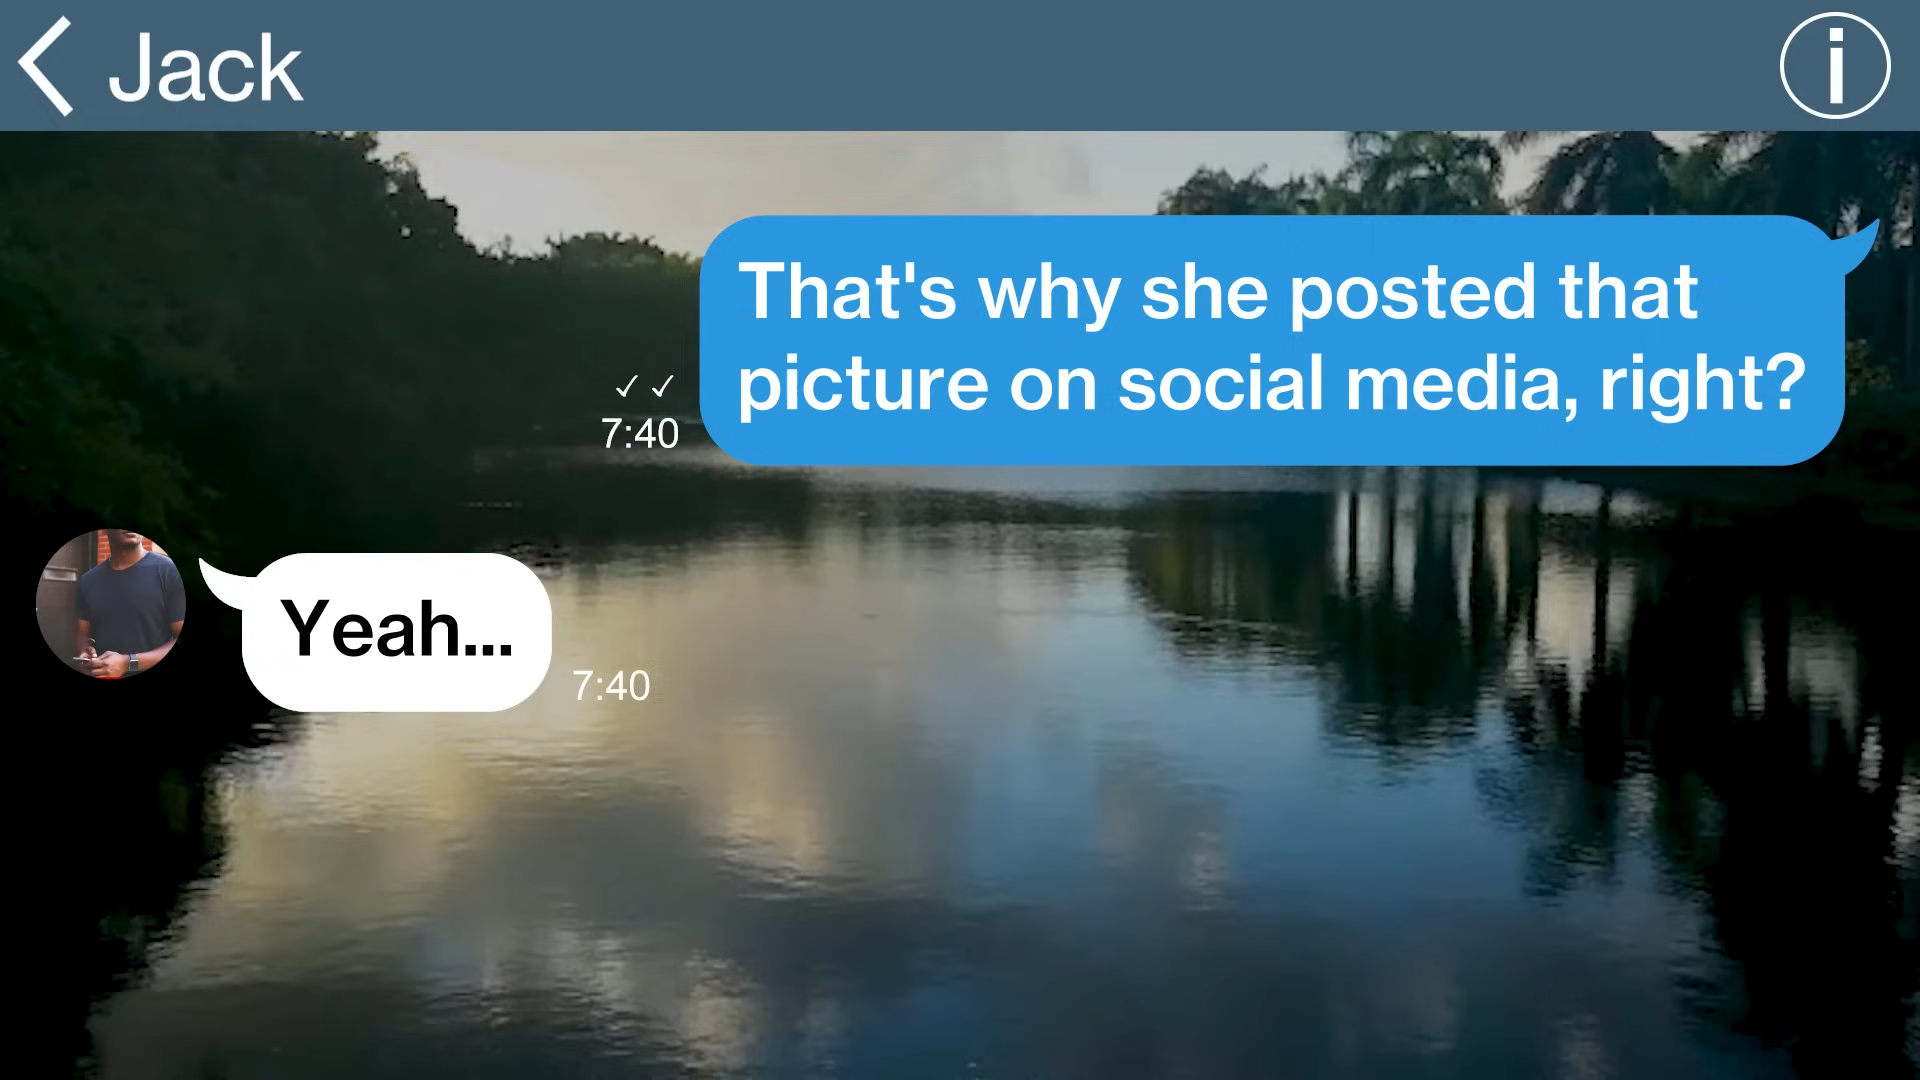 Jack
That's why she posted that
picture on social media, right?
✓ ✓
7:40
Yeah...
7:40